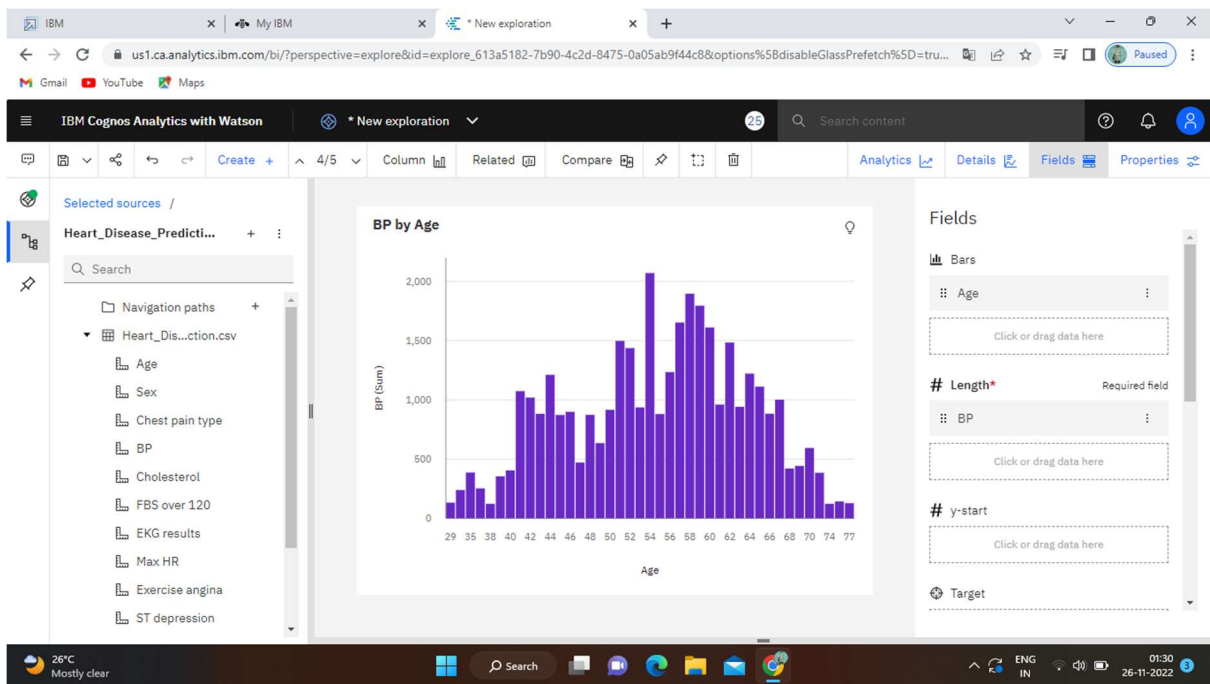 IBM
My IBM
* New exploration
us1.ca.analytics.ibm.com/bi/?perspective=explore&id=explore_613a5182-7b90-4c2d-8475-0a05ab9f44c8&options%5BdisableGlassPrefetch%5D=tru...
Paused
Gmail YouTube Maps
IBM Cognos Analytics with Watson
* New exploration
25
Search content
Create +
4/5
Column
Related
Compare
Analytics
Details
Fields
Properties
Selected sources /
Heart_Disease_Predicti...
Search
Navigation paths
Heart_Dis...ction.csv
Age
Sex
Chest pain type
BP
Cholesterol
FBS over 120
EKG results
Max HR
Exercise angina
ST depression
BP by Age
BP (Sum)
2,000
1,500
1,000
500
0
29 35 38 40 42 44 46 48 50 52 54 56 58 60 62 64 66 68 70 74 77
Age
Fields
Bars
Age
Click or drag data here
# Length* Required field
BP
Click or drag data here
# y-start
Click or drag data here
Target
26°C
Mostly clear
Search
ENG
IN
01:30
26-11-2022
3